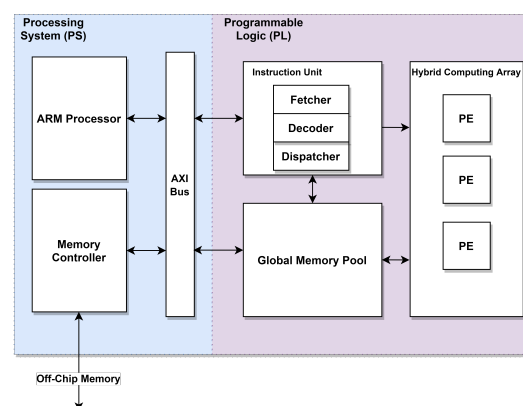 Processing
System (PS)
Programmable
Logic (PL)
ARM Processor
Memory
Controller
AXI
Bus
Instruction Unit
Fetcher
Decoder
Dispatcher
Global Memory Pool
Hybrid Computing Array
PE
PE
PE
Off-Chip Memory